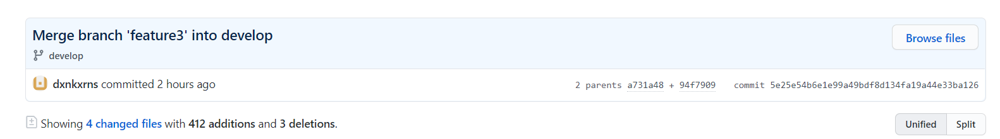 Merge branch 'feature3' into develop
Browse files
develop
dxnkxrns committed 2 hours ago
2 parents a731a48 + 94f7909 commit 5e25e54b6e1e99a49bdf8d134fa19a44e33ba126
Showing 4 changed files with 412 additions and 3 deletions.
Unified Split